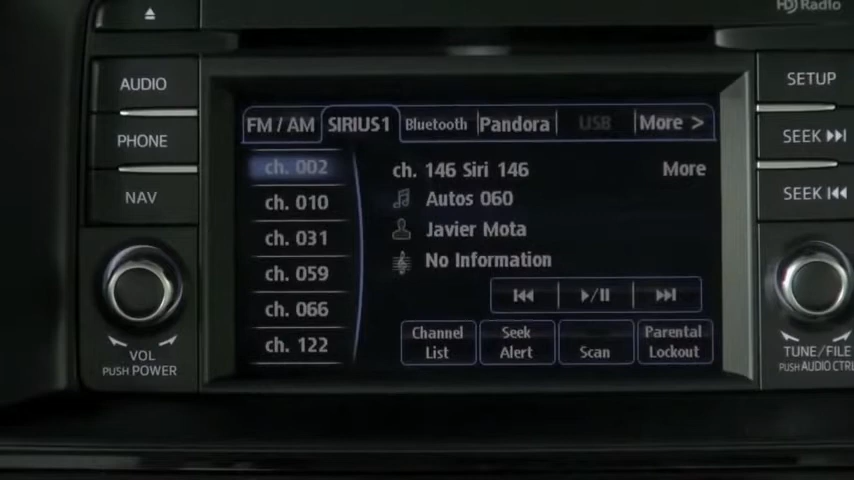 HD Radio
AUDIO
PHONE
NAV
VOL
PUSH POWER
FM / AM
SIRIUS1
Bluetooth
Pandora
USB
More >
ch. 002
ch. 010
ch. 031
ch. 059
ch. 066
ch. 122
ch. 146 Siri 146
More
Autos 060
Javier Mota
No Information
Channel
List
Seek
Alert
Scan
Parental
Lockout
SETUP
SEEK
SEEK
TUNE/FILE
PUSH AUDIO CTRL